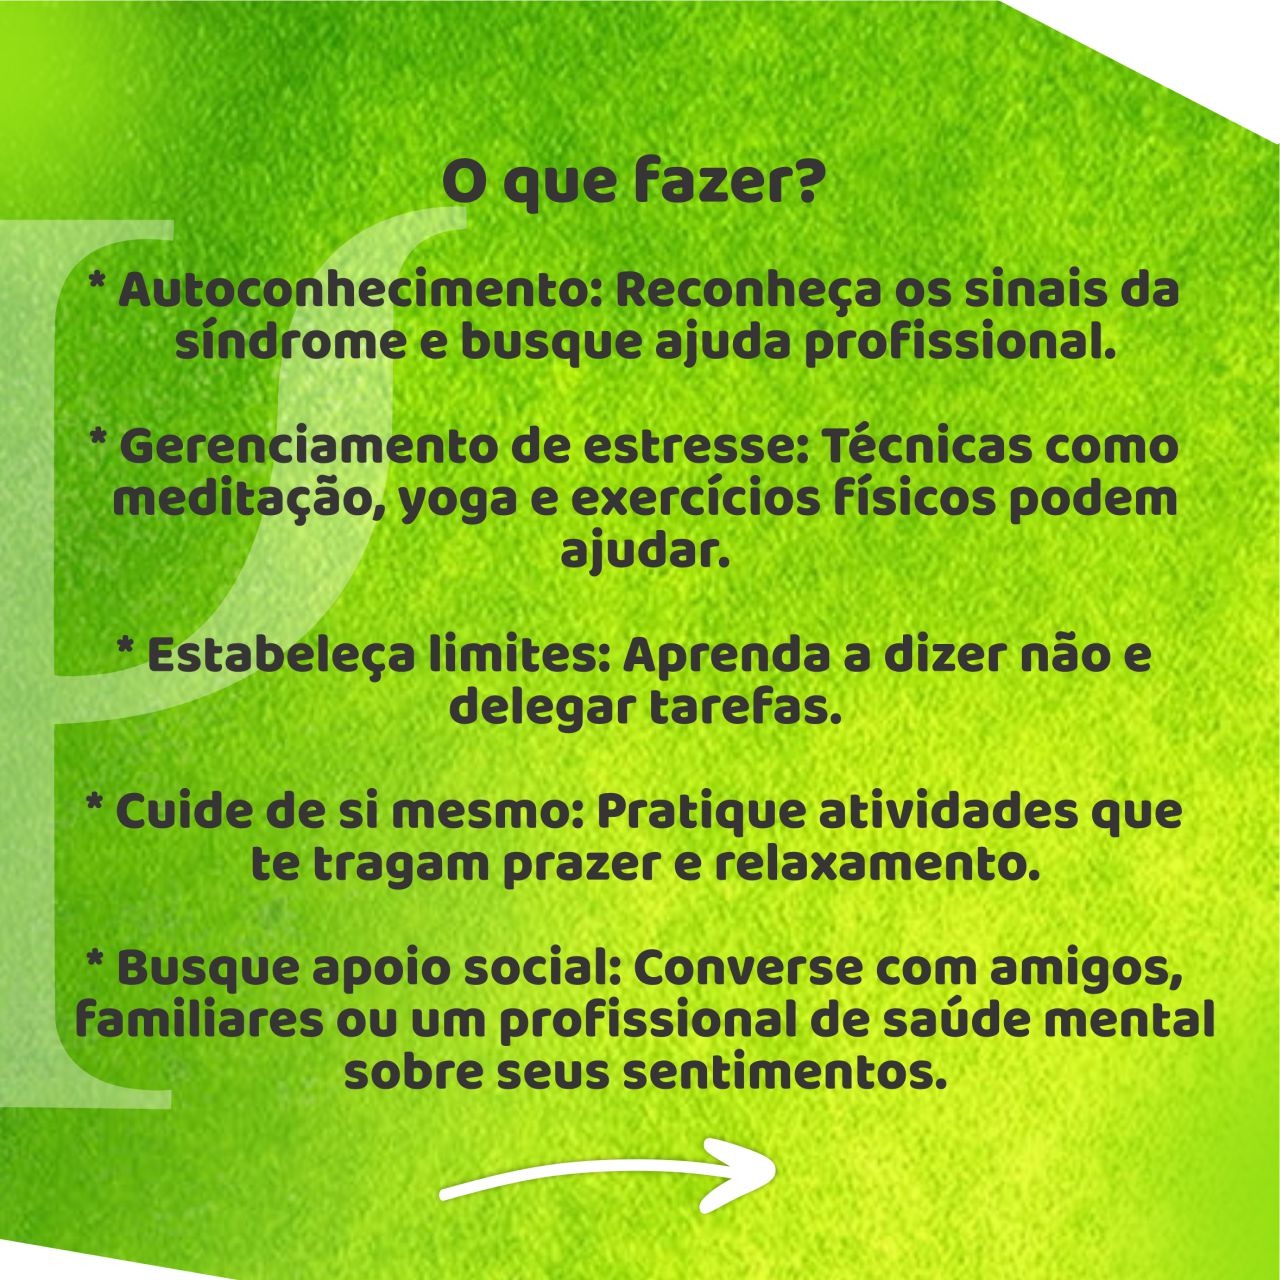 O que fazer?
* Autoconhecimento: Reconheça os sinais da
síndrome e busque ajuda profissional.
* Gerenciamento de estresse: Técnicas como
meditação, yoga e exercícios físicos podem
ajudar.
* Estabeleça limites: Aprenda a dizer não e
delegar tarefas.
* Cuide de si mesmo: Pratique atividades que
te tragam prazer e relaxamento.
* Busque apoio social: Converse com amigos,
familiares ou um profissional de saúde mental
sobre seus sentimentos.